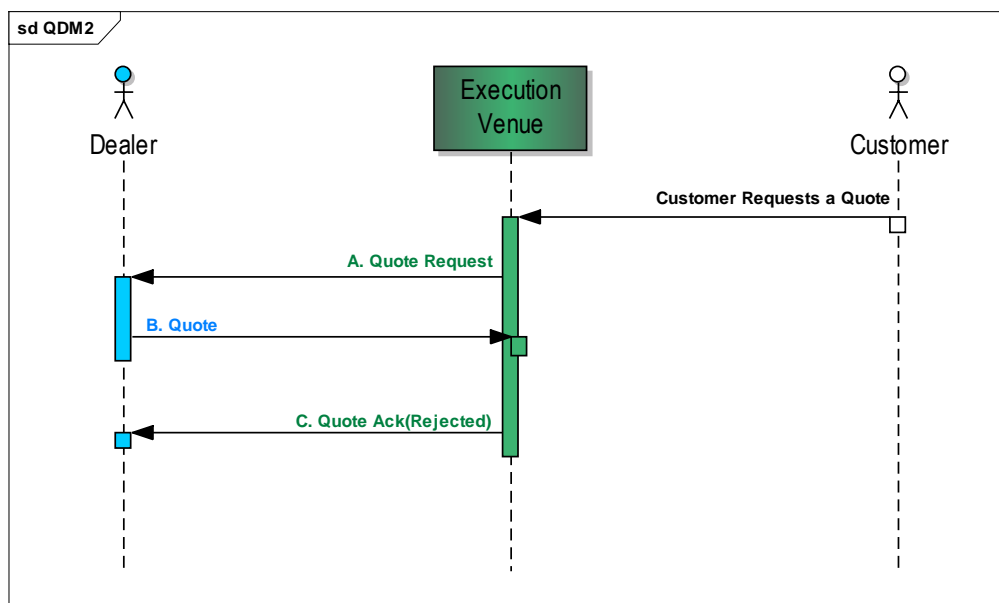 sd QDM2
Dealer
Execution
Venue
Customer
Customer Requests a Quote
A. Quote Request
B. Quote
C. Quote Ack(Rejected)